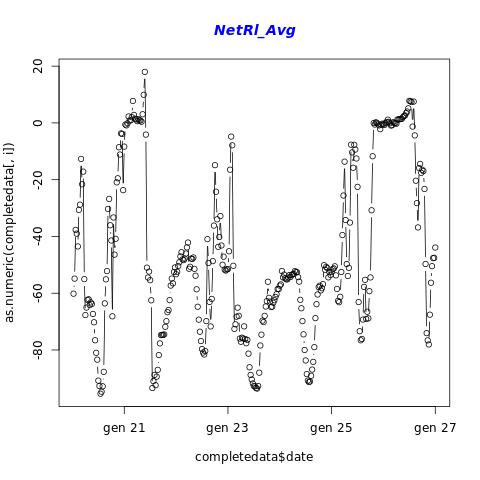 NetRl_Avg
as.numeric(completedata[, i])
20
0
-20
-40
-60
-80
gen 21
gen 23
gen 25
gen 27
completedata$date